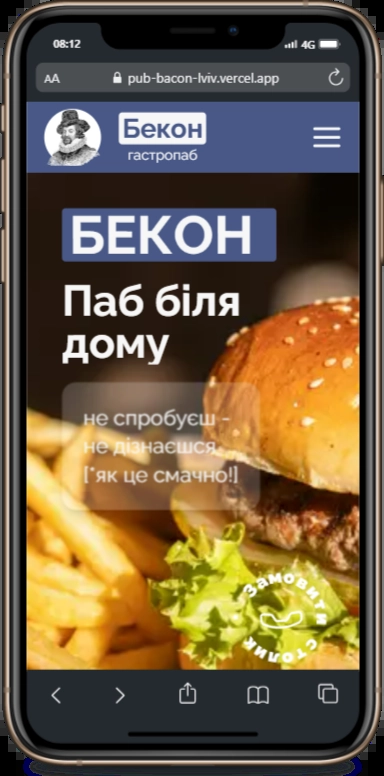 08:12
4G
AA
pub-bacon-lviv.vercel.app
Бекон
гастропаб
БЕКОН
Паб біля
дому
не спробуєш -
не дізнаєшся
[*як це смачно!]
Замовити столик